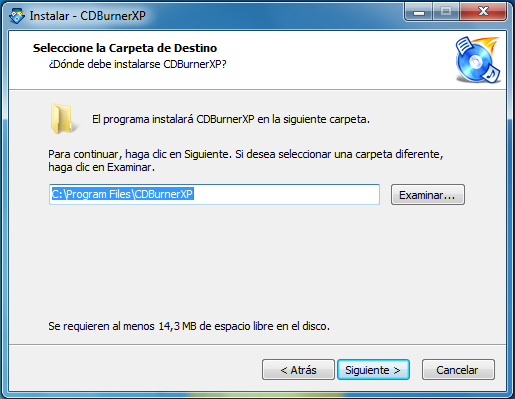 Instalar - CDBurnerXP
Seleccione la Carpeta de Destino
¿Dónde debe instalarse CDBurnerXP?
El programa instalará CDBurnerXP en la siguiente carpeta.
Para continuar, haga clic en Siguiente. Si desea seleccionar una carpeta diferente,
haga clic en Examinar.
C:\Program Files\CDBurnerXP
Examinar...
Se requieren al menos 14,3 MB de espacio libre en el disco.
< Atrás
Siguiente >
Cancelar